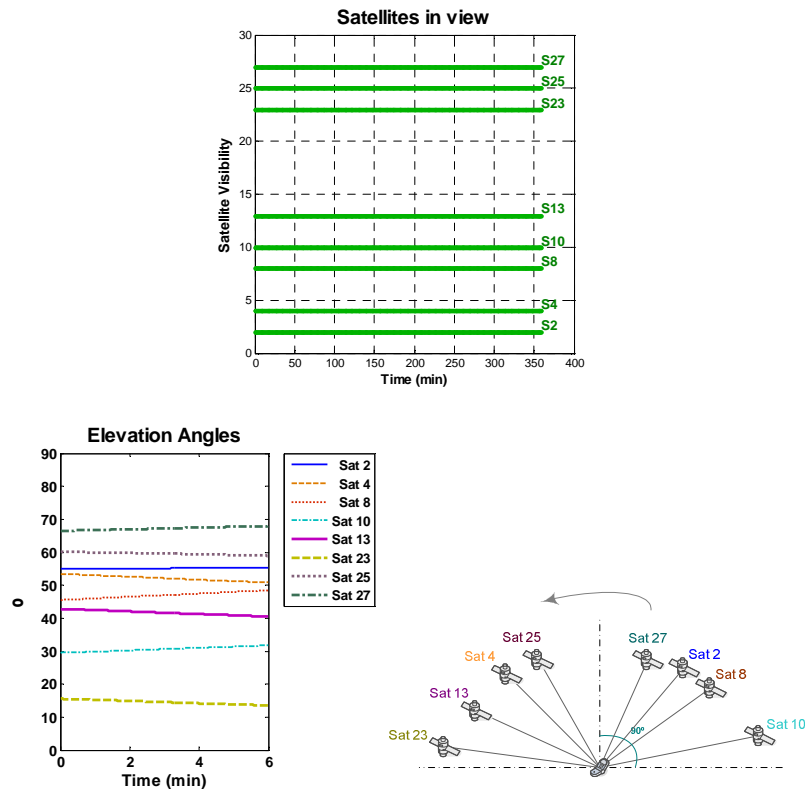 Satellites in view
30
25
20
15
10
5
0
Satellite Visibility
S27
S25
S23
S13
S10
S8
S4
S2
0 50 100 150 200 250 300 350 400
Time (min)
Elevation Angles
90
80
70
60
50
40
30
20
10
0
0
0 2 4 6
Time (min)
Sat 2
Sat 4
Sat 8
Sat 10
Sat 13
Sat 23
Sat 25
Sat 27
Sat 25
Sat 27
Sat 4
Sat 2
Sat 8
Sat 13
Sat 10
Sat 23
90º